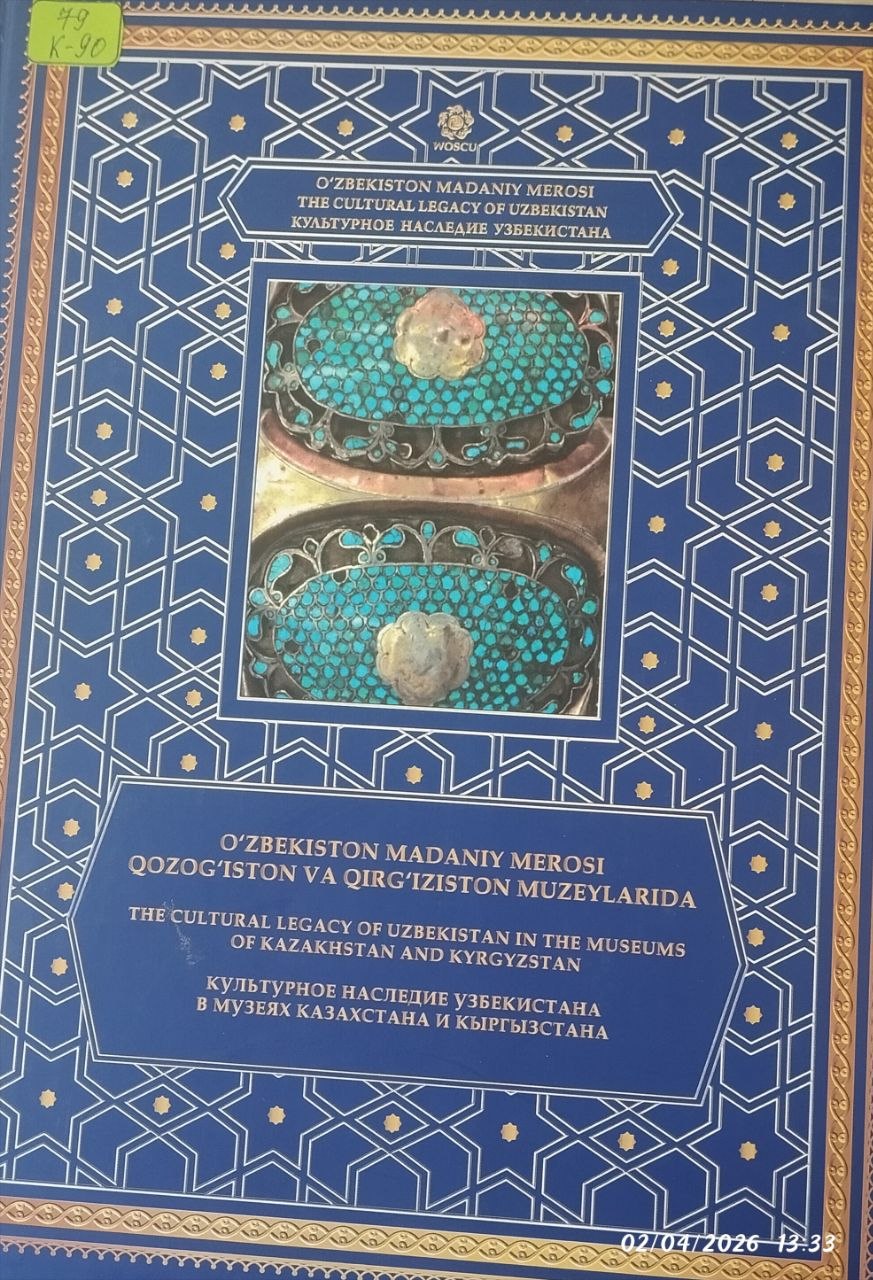 79
К-90
WOSCU
O‘ZBEKISTON MADANIY MEROSI
THE CULTURAL LEGACY OF UZBEKISTAN
КУЛЬТУРНОЕ НАСЛЕДИЕ УЗБЕКИСТАНА
O‘ZBEKISTON MADANIY MEROSI
QOZOG‘ISTON VA QIRG‘IZISTON MUZEYLARIDA
THE CULTURAL LEGACY OF UZBEKISTAN IN THE MUSEUMS
OF KAZAKHSTAN AND KYRGYZSTAN
КУЛЬТУРНОЕ НАСЛЕДИЕ УЗБЕКИСТАНА
В МУЗЕЯХ КАЗАХСТАНА И КЫРГЫЗСТАНА
02/04/2026 13:33